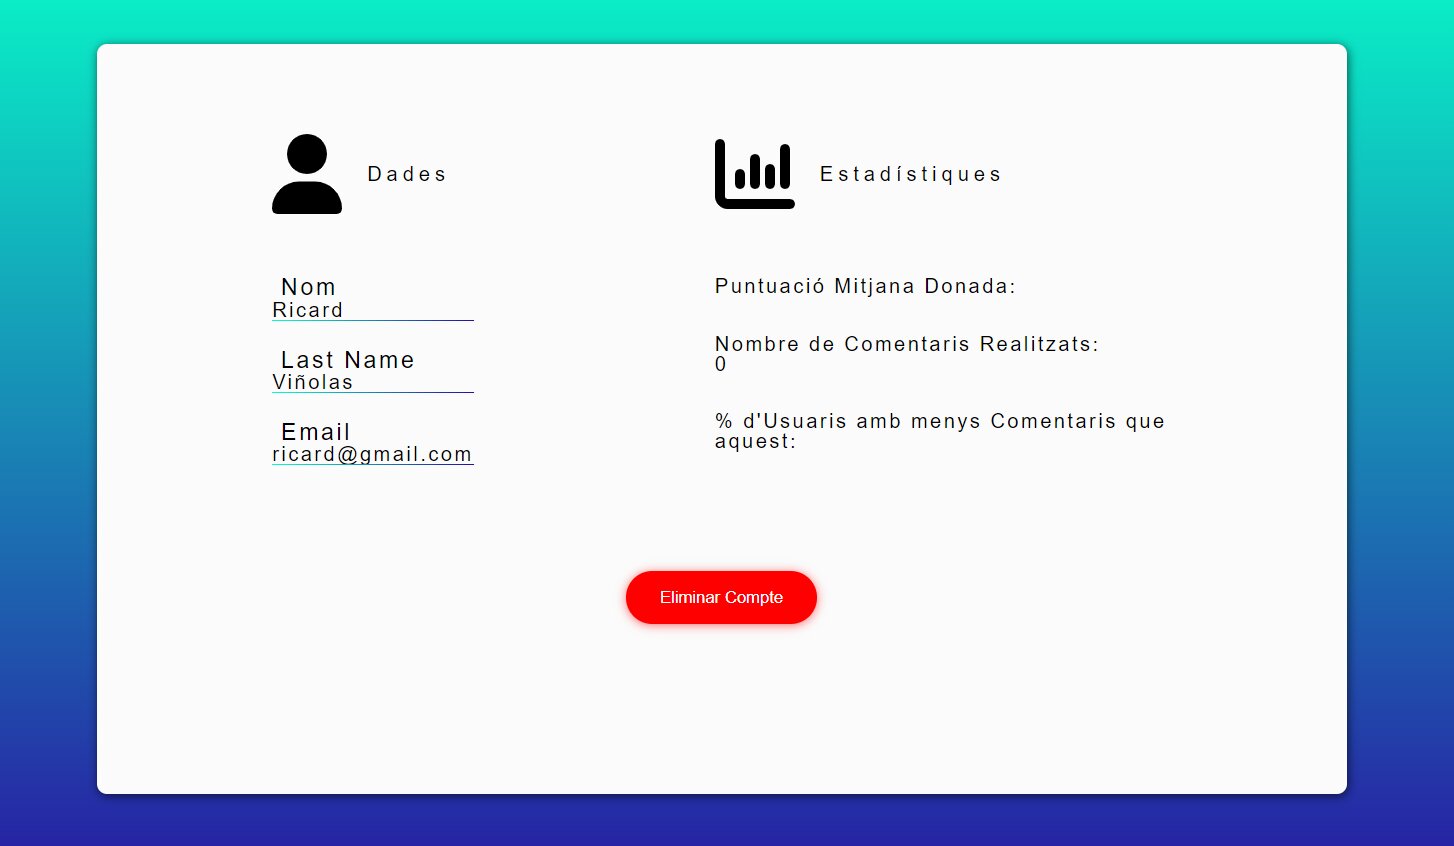 Dades
Nom
Ricard
Last Name
Viñolas
Email
ricard@gmail.com
Estadístiques
Puntuació Mitjana Donada:
Nombre de Comentaris Realitzats:
0
% d'Usuaris amb menys Comentaris que
aquest:
Eliminar Compte